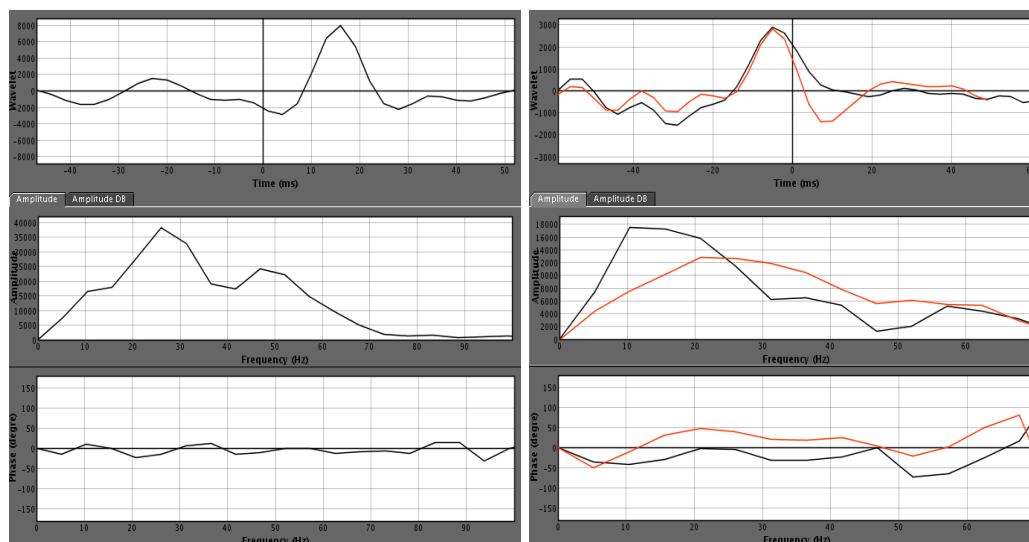 8000
6000
4000
2000
0
-2000
-4000
-6000
-8000
Wavelet
-40 -30 -20 -10 0 10 20 30 40 50
Time (ms)
Amplitude Amplitude DB
40000
35000
30000
25000
20000
15000
10000
5000
0
Amplitude
0 10 20 30 40 50 60 70 80 90
Frequency (Hz)
150
100
50
0
-50
-100
-150
Phase (degre)
0 10 20 30 40 50 60 70 80 90
Frequency (Hz)
3000
2000
1000
0
-1000
-2000
-3000
Wavelet
-40 -20 0 20 40
Time (ms)
Amplitude Amplitude DB
18000
16000
14000
12000
10000
8000
6000
4000
2000
0
Amplitude
0 10 20 30 40 50 60
Frequency (Hz)
150
100
50
0
-50
-100
-150
Phase (degre)
0 10 20 30 40 50 60
Frequency (Hz)